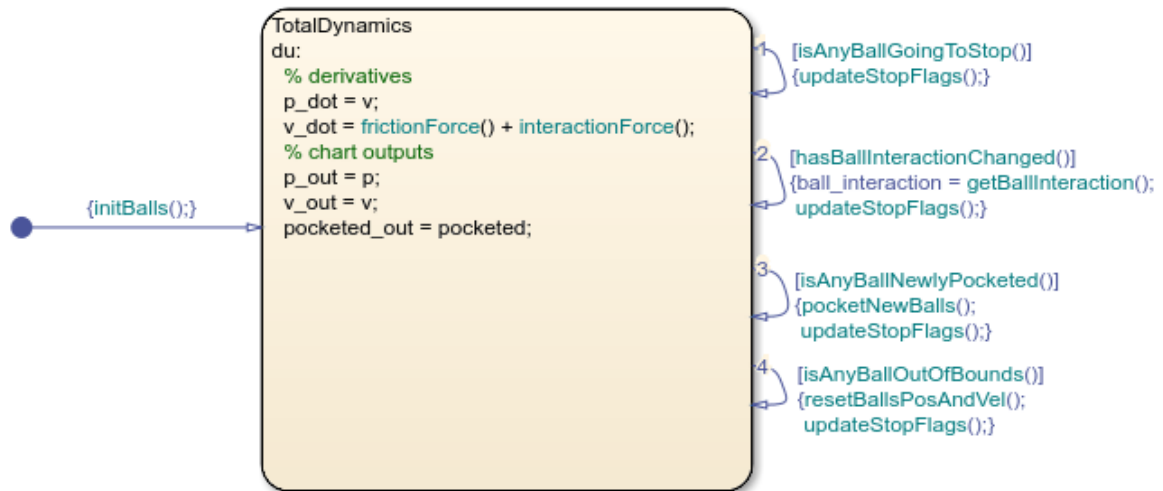 TotalDynamics
du:
% derivatives
p_dot = v;
v_dot = frictionForce() + interactionForce();
% chart outputs
p_out = p;
v_out = v;
pocketed_out = pocketed;
{initBalls();}
1
[isAnyBallGoingToStop()]
{updateStopFlags();}
2
[hasBallInteractionChanged()]
{ball_interaction = getBallInteraction();
updateStopFlags();}
3
[isAnyBallNewlyPocketed()]
{pocketNewBalls();
updateStopFlags();}
4
[isAnyBallOutOfBounds()]
{resetBallsPosAndVel();
updateStopFlags();}